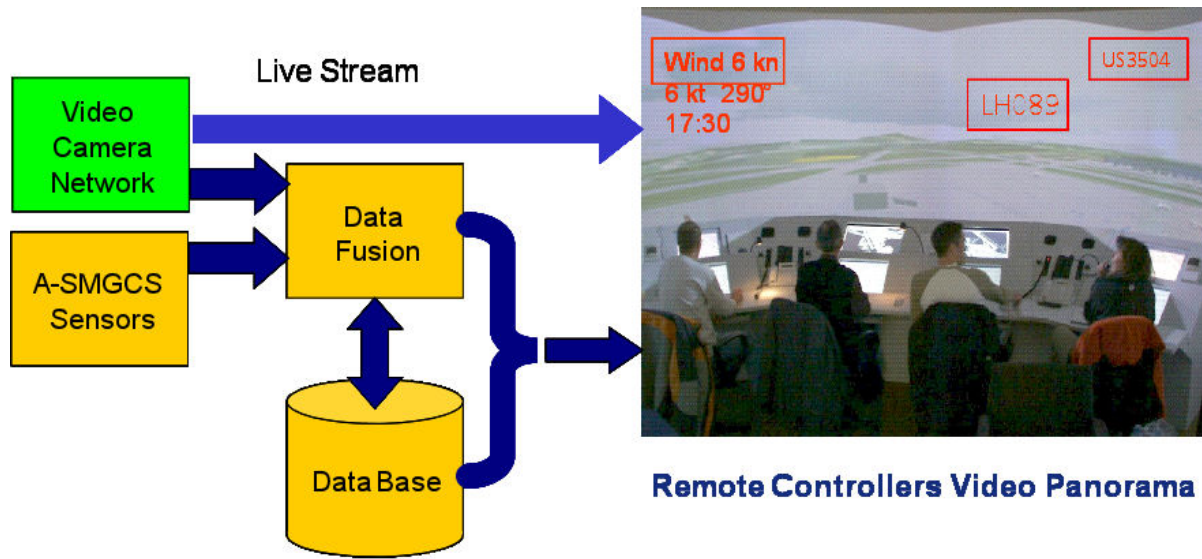 Live Stream
Video
Camera
Network
A-SMGCS
Sensors
Data
Fusion
Data Base
Wind 6 kn
6 kt 290°
17:30
LH089
US3504
Remote Controllers Video Panorama